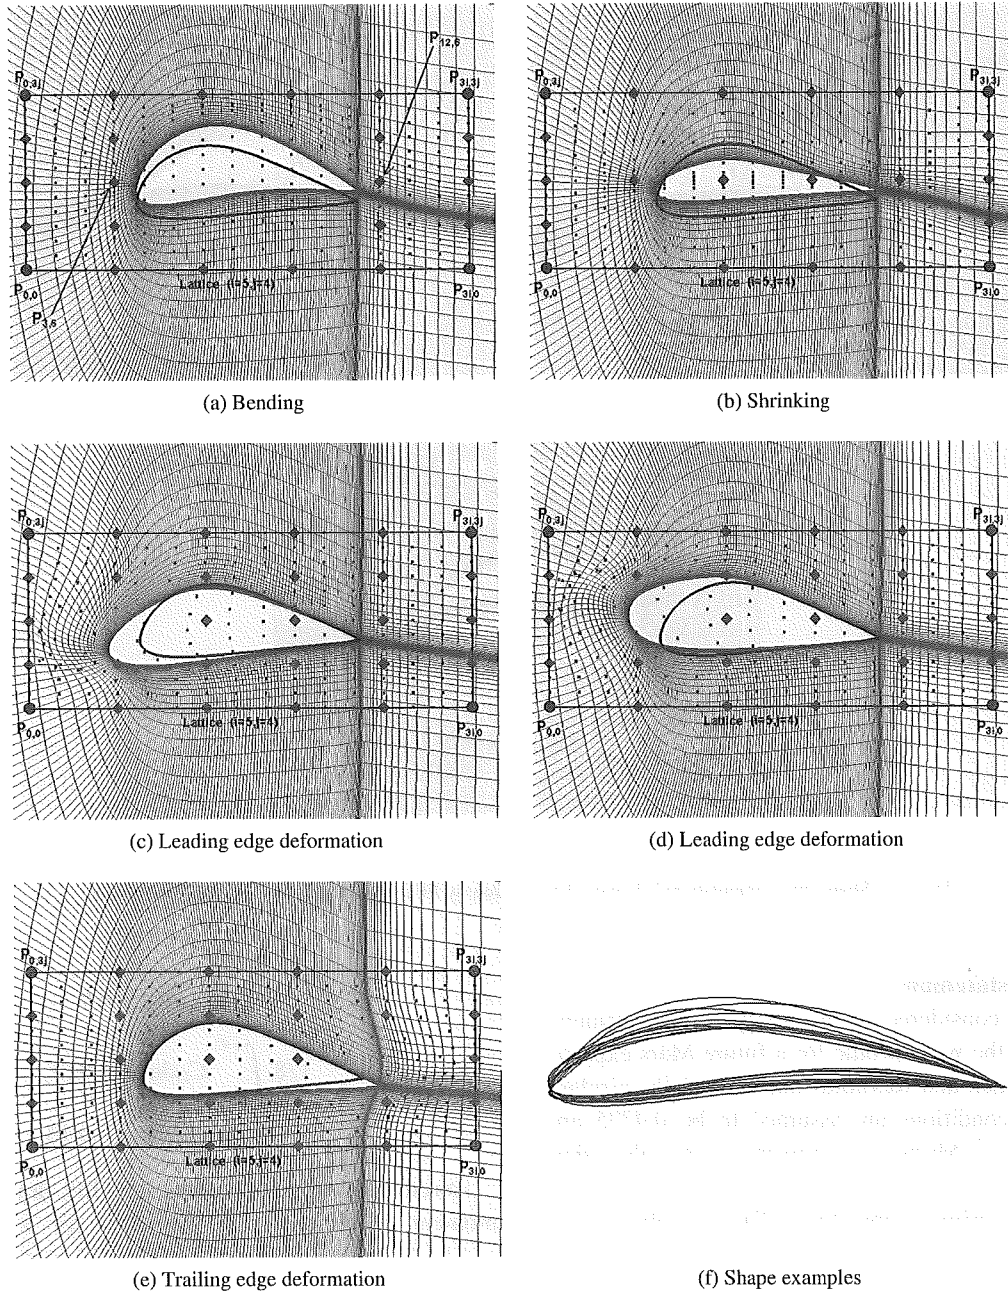 P12,6
P0,3j
P3i,3j
P0,0
P3i,0
P3,6
Lattice (i=5,j=4)
(a) Bending
P0,3j
P3i,3j
P0,0
P3i,0
Lattice (i=5,j=4)
(b) Shrinking
P0,3j
P3i,3j
P0,0
P3i,0
Lattice (i=5,j=4)
(c) Leading edge deformation
P0,3j
P3i,3j
P0,0
P3i,0
Lattice (i=5,j=4)
(d) Leading edge deformation
P0,3j
P3i,3j
P0,0
P3i,0
Lattice (i=5,j=4)
(e) Trailing edge deformation
(f) Shape examples